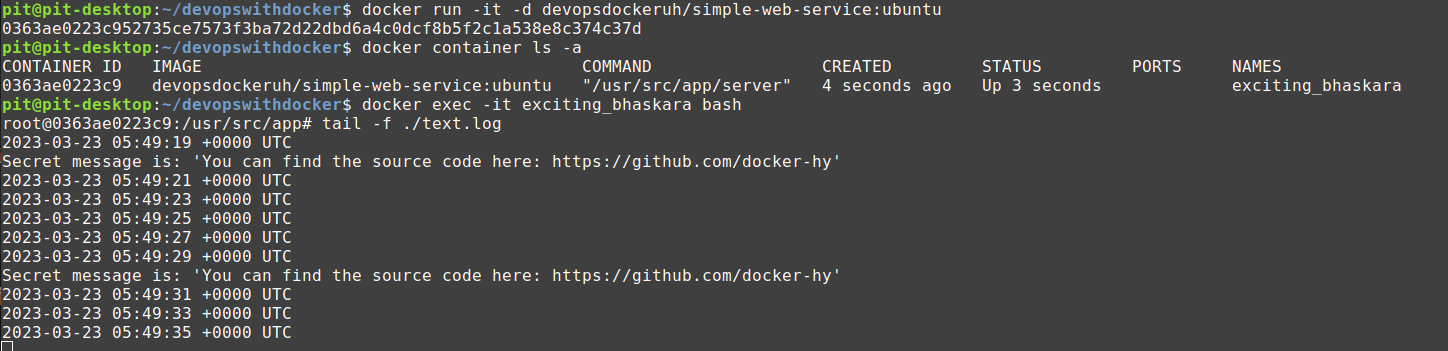 pit@pit-desktop:~/devopswithdocker$ docker run -it -d devopsdockeruh/simple-web-service:ubuntu
0363ae0223c952735ce7573f3ba72d22dbd6a4c0dcf8b5f2c1a538e8c374c37d
pit@pit-desktop:~/devopswithdocker$ docker container ls -a
CONTAINER ID   IMAGE                                      COMMAND                 CREATED         STATUS         PORTS     NAMES
0363ae0223c9   devopsdockeruh/simple-web-service:ubuntu   "/usr/src/app/server"   4 seconds ago   Up 3 seconds             exciting_bhaskara
pit@pit-desktop:~/devopswithdocker$ docker exec -it exciting_bhaskara bash
root@0363ae0223c9:/usr/src/app# tail -f ./text.log
2023-03-23 05:49:19 +0000 UTC
Secret message is: 'You can find the source code here: https://github.com/docker-hy'
2023-03-23 05:49:21 +0000 UTC
2023-03-23 05:49:23 +0000 UTC
2023-03-23 05:49:25 +0000 UTC
2023-03-23 05:49:27 +0000 UTC
2023-03-23 05:49:29 +0000 UTC
Secret message is: 'You can find the source code here: https://github.com/docker-hy'
2023-03-23 05:49:31 +0000 UTC
2023-03-23 05:49:33 +0000 UTC
2023-03-23 05:49:35 +0000 UTC